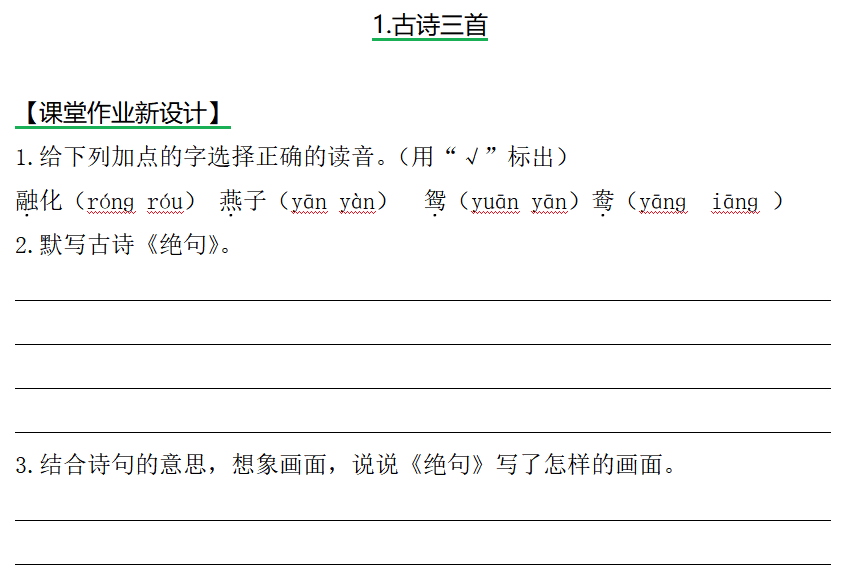 1.古诗三首
【课堂作业新设计】
1.给下列加点的字选择正确的读音。（用“√”标出）
融化（róng róu） 燕子（yān yàn） 鸳（yuān yān）鸯（yāng iāng ）
2.默写古诗《绝句》。
3.结合诗句的意思，想象画面，说说《绝句》写了怎样的画面。